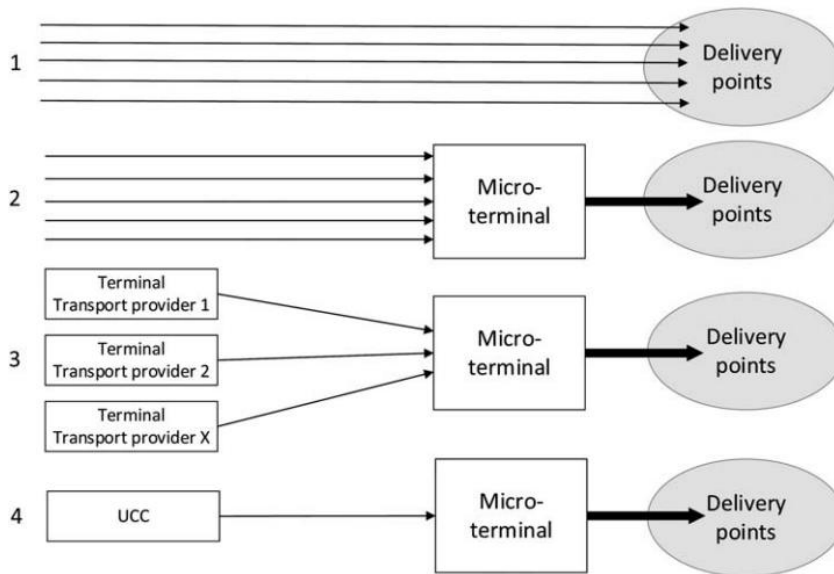 1
Delivery
points
2
Micro-
terminal
Delivery
points
Terminal
Transport provider 1
3
Terminal
Transport provider 2
Terminal
Transport provider X
Micro-
terminal
Delivery
points
4
UCC
Micro-
terminal
Delivery
points